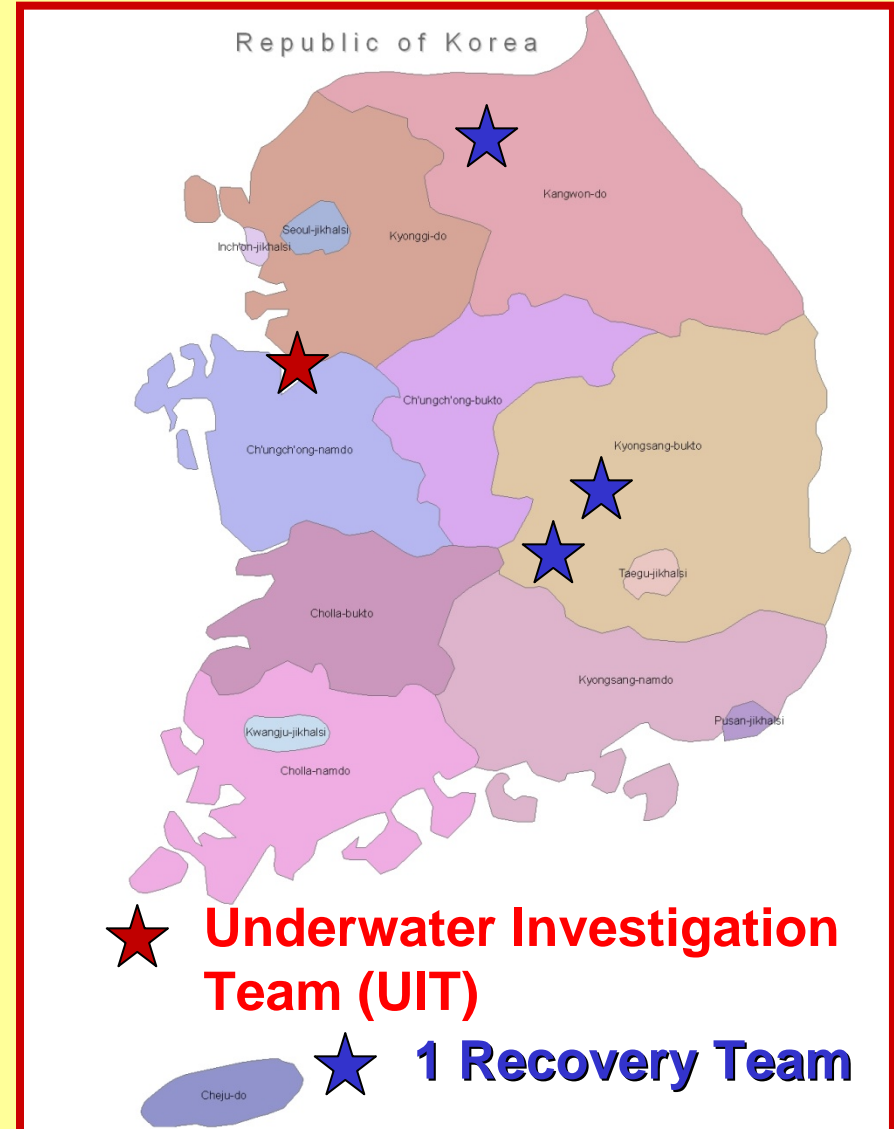 Republic of Korea
Kangwon-do
Seoul-jikhalsi
Kyonggi-do
Inch'on-jikhalsi
Ch'ungch'ong-bukto
Kyongsang-bukto
Ch'ungch'ong-namdo
Taegu-jikhalsi
Cholla-bukto
Kyongsang-namdo
Pusan-jikhalsi
Kwangju-jikhalsi
Cholla-namdo
Underwater Investigation
Team (UIT)
1 Recovery Team
Cheju-do